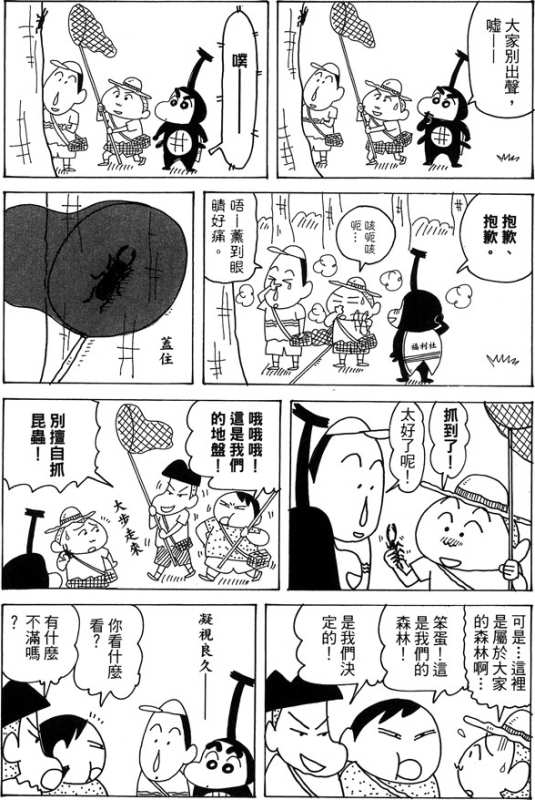 大家別出聲，
噓——
噗——
抱歉、
抱歉。
福利社
咳呃咳
呃…
唔—薰到眼
睛好痛。
蓋住
抓到了！
太好了呢！
哦哦哦！
這是我們
的地盤！
大步走來
別擅自抓
昆蟲！
可是…這裡
是屬於大家
的森林啊…
笨蛋！這
是我們的
森林！
是我們決
定的！
凝視良久——
你看什麼
看？
有什麼
不滿嗎
？